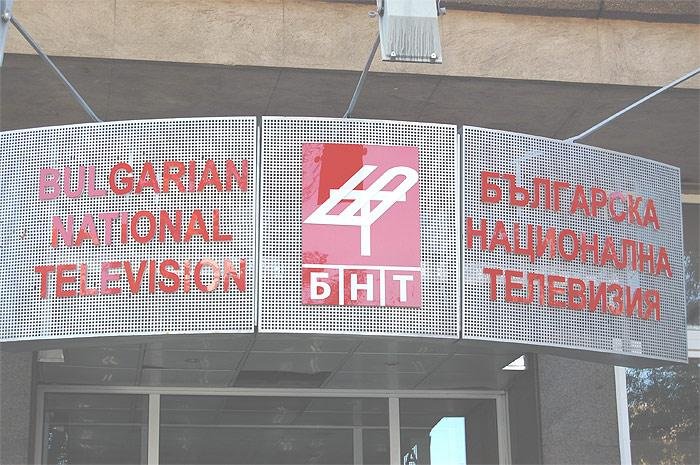 BULGARIAN
NATIONAL
TELEVISION
БНТ
БЪЛГАРСКА
НАЦИОНАЛНА
ТЕЛЕВИЗИЯ